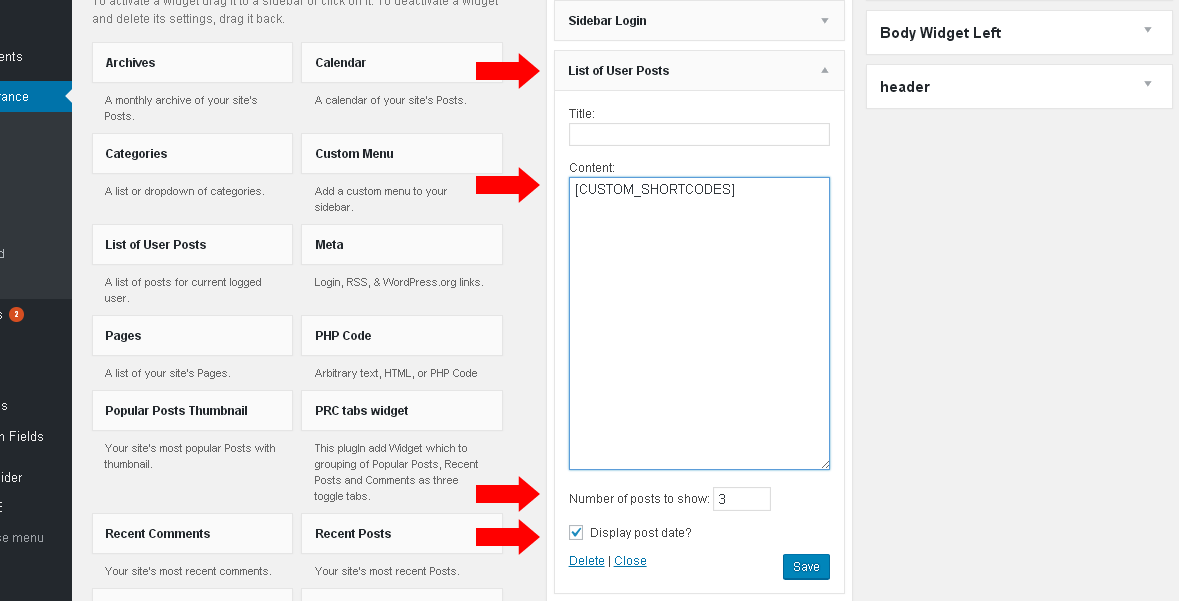 To activate a widget drag it to a sidebar or click on it. To deactivate a widget
and delete its settings, drag it back.
Archives
Calendar
A monthly archive of your site's
Posts.
A calendar of your site's Posts.
Categories
Custom Menu
A list or dropdown of categories.
Add a custom menu to your
sidebar.
List of User Posts
Meta
A list of posts for current logged
user.
Login, RSS, & WordPress.org links.
Pages
PHP Code
A list of your site's Pages.
Arbitrary text, HTML, or PHP Code
Popular Posts Thumbnail
PRC tabs widget
Your site's most popular Posts with
thumbnail.
This plugIn add Widget which to
grouping of Popular Posts, Recent
Posts and Comments as three
toggle tabs.
Recent Comments
Recent Posts
Your site's most recent comments.
Your site's most recent Posts.
Sidebar Login
List of User Posts
Title:
Content:
[CUSTOM_SHORTCODES]
Number of posts to show: 3
Display post date?
Delete | Close
Save
Body Widget Left
header
2
Fields
menu